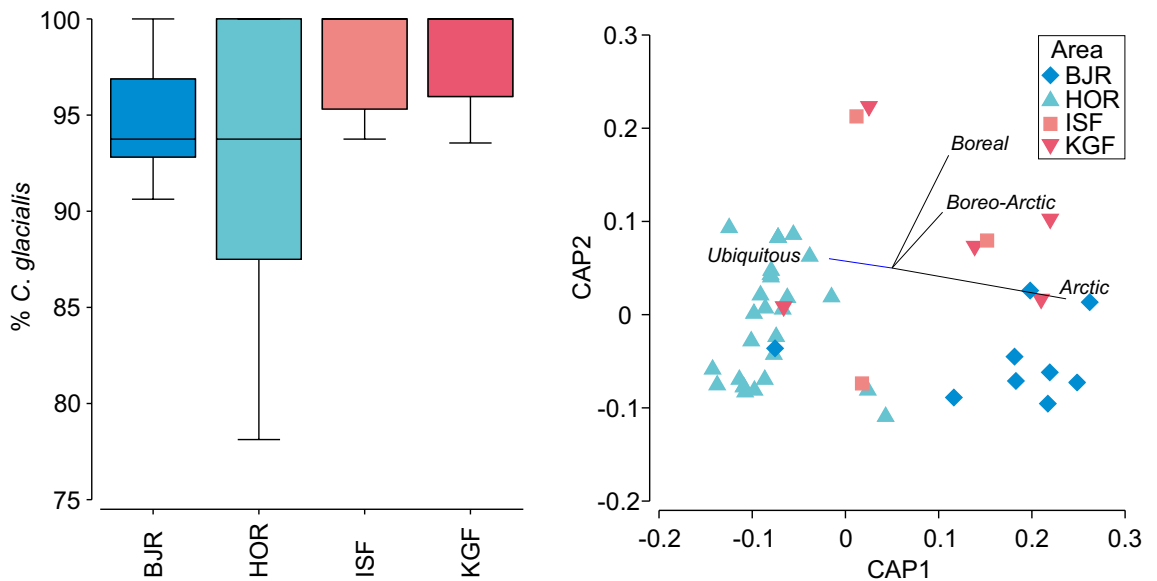 % C. glacialis
100
95
90
85
80
75
BJR
HOR
ISF
KGF
CAP2
0.3
0.2
0.1
0
-0.1
-0.2
-0.2
-0.1
0
0.1
0.2
0.3
CAP1
Area
BJR
HOR
ISF
KGF
Boreal
Boreo-Arctic
Ubiquitous
Arctic